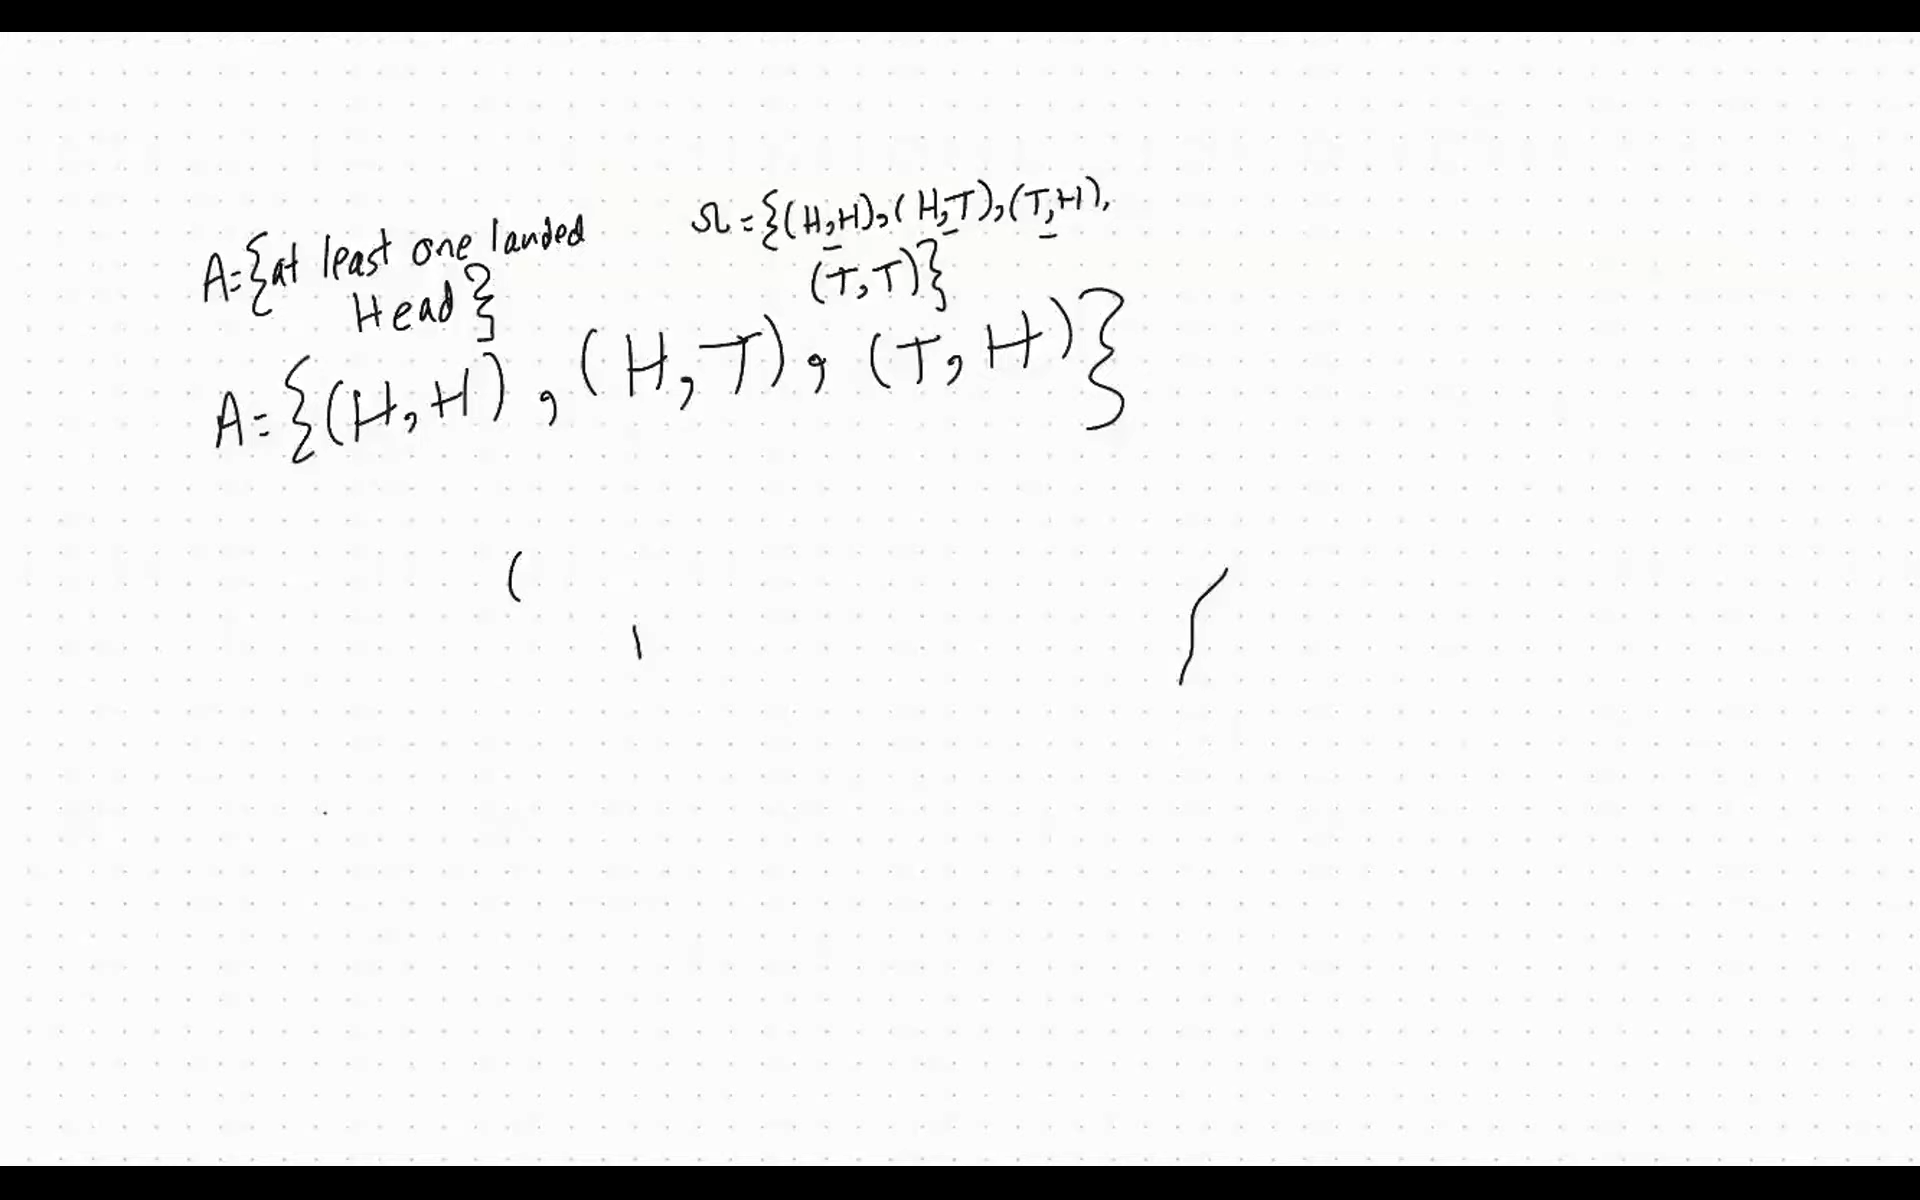 A={at least one landed
Head}
Ω={(H,H),(H,T),(T,H),
(T,T)}
A={(H,H),(H,T),(T,H)}
(